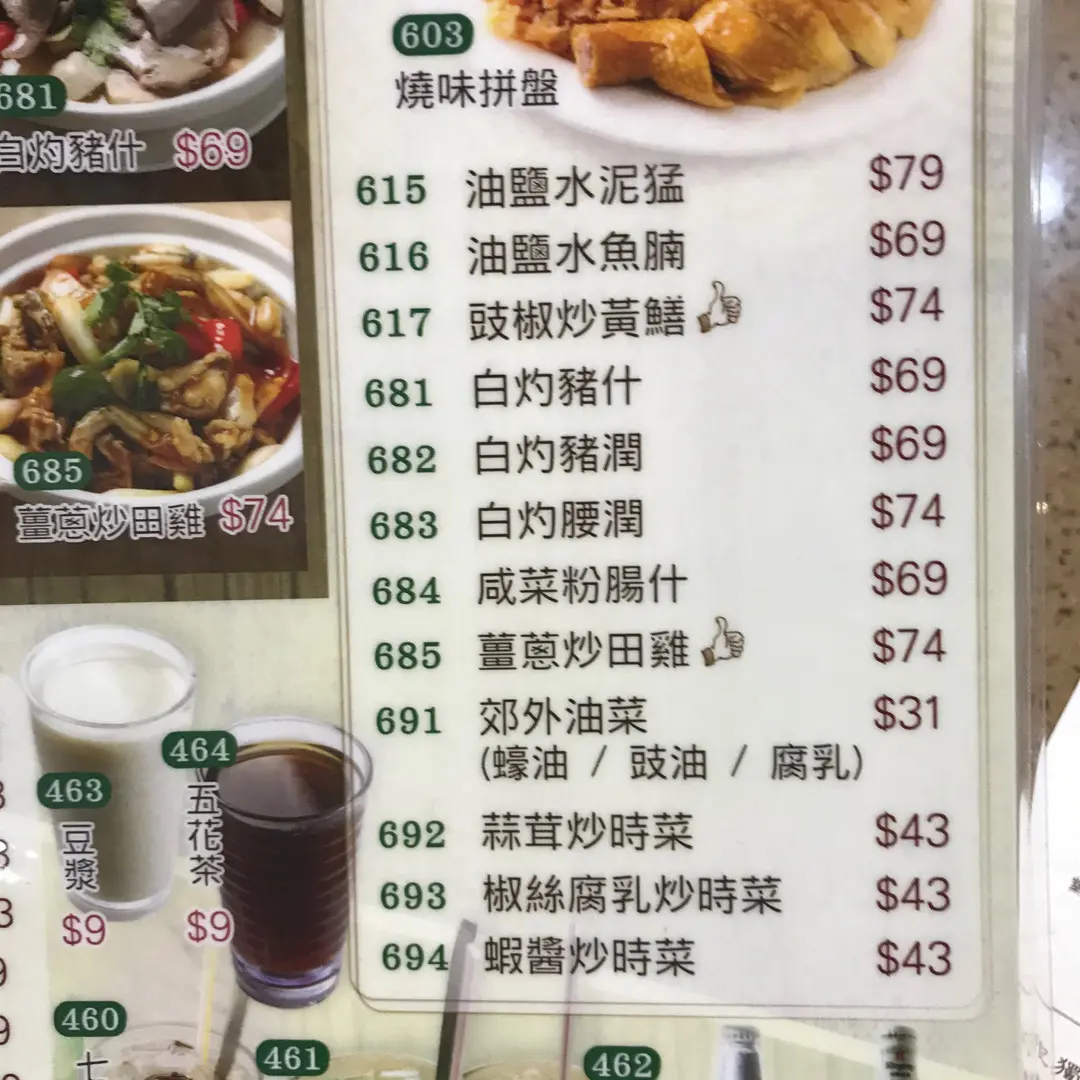 681
白灼豬什 $69
685
薑蔥炒田雞 $74
463
豆漿
$9
464
五花茶
$9
460
七
461
462
603
燒味拼盤
615 油鹽水泥猛 $79
616 油鹽水魚腩 $69
617 豉椒炒黃鱔 $74
681 白灼豬什 $69
682 白灼豬潤 $69
683 白灼腰潤 $74
684 咸菜粉腸什 $69
685 薑蔥炒田雞 $74
691 郊外油菜 $31
(蠔油 / 豉油 / 腐乳)
692 蒜茸炒時菜 $43
693 椒絲腐乳炒時菜 $43
694 蝦醬炒時菜 $43